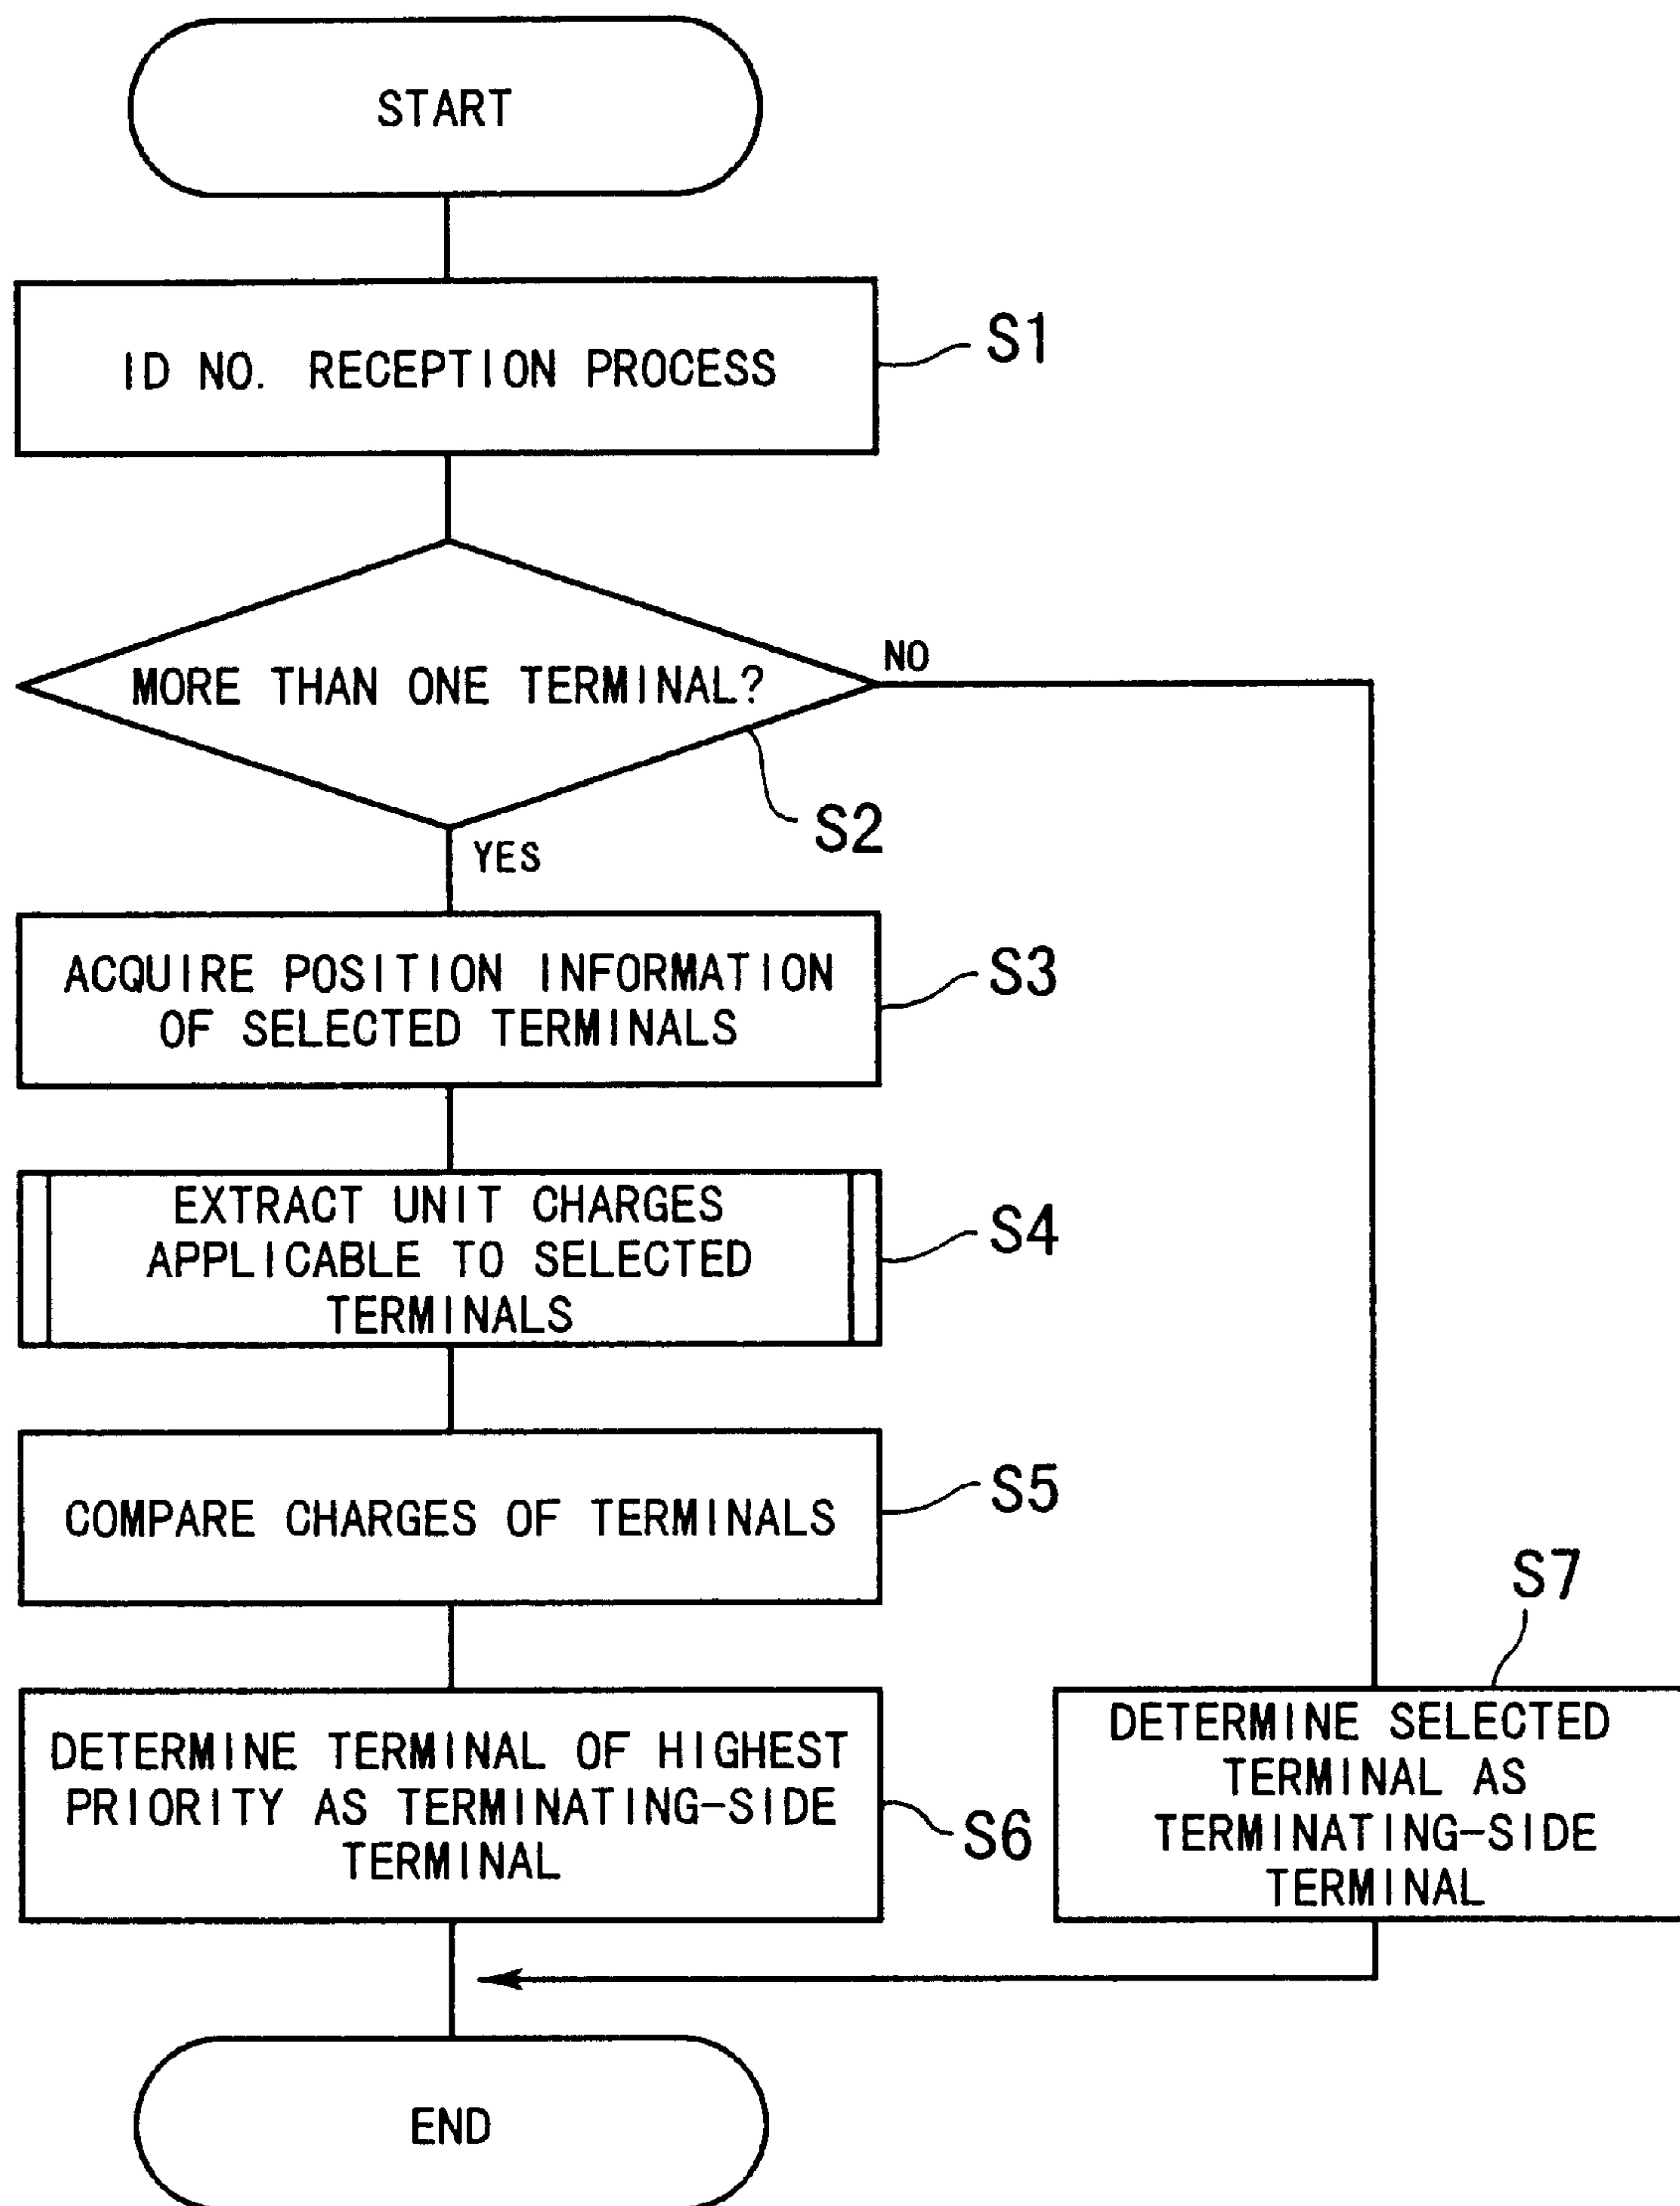 START
ID NO. RECEPTION PROCESS
S1
MORE THAN ONE TERMINAL?
NO
S2
YES
ACQUIRE POSITION INFORMATION
OF SELECTED TERMINALS
S3
EXTRACT UNIT CHARGES
APPLICABLE TO SELECTED
TERMINALS
S4
COMPARE CHARGES OF TERMINALS
S5
DETERMINE TERMINAL OF HIGHEST
PRIORITY AS TERMINATING-SIDE
TERMINAL
S6
S7
DETERMINE SELECTED
TERMINAL AS
TERMINATING-SIDE
TERMINAL
END